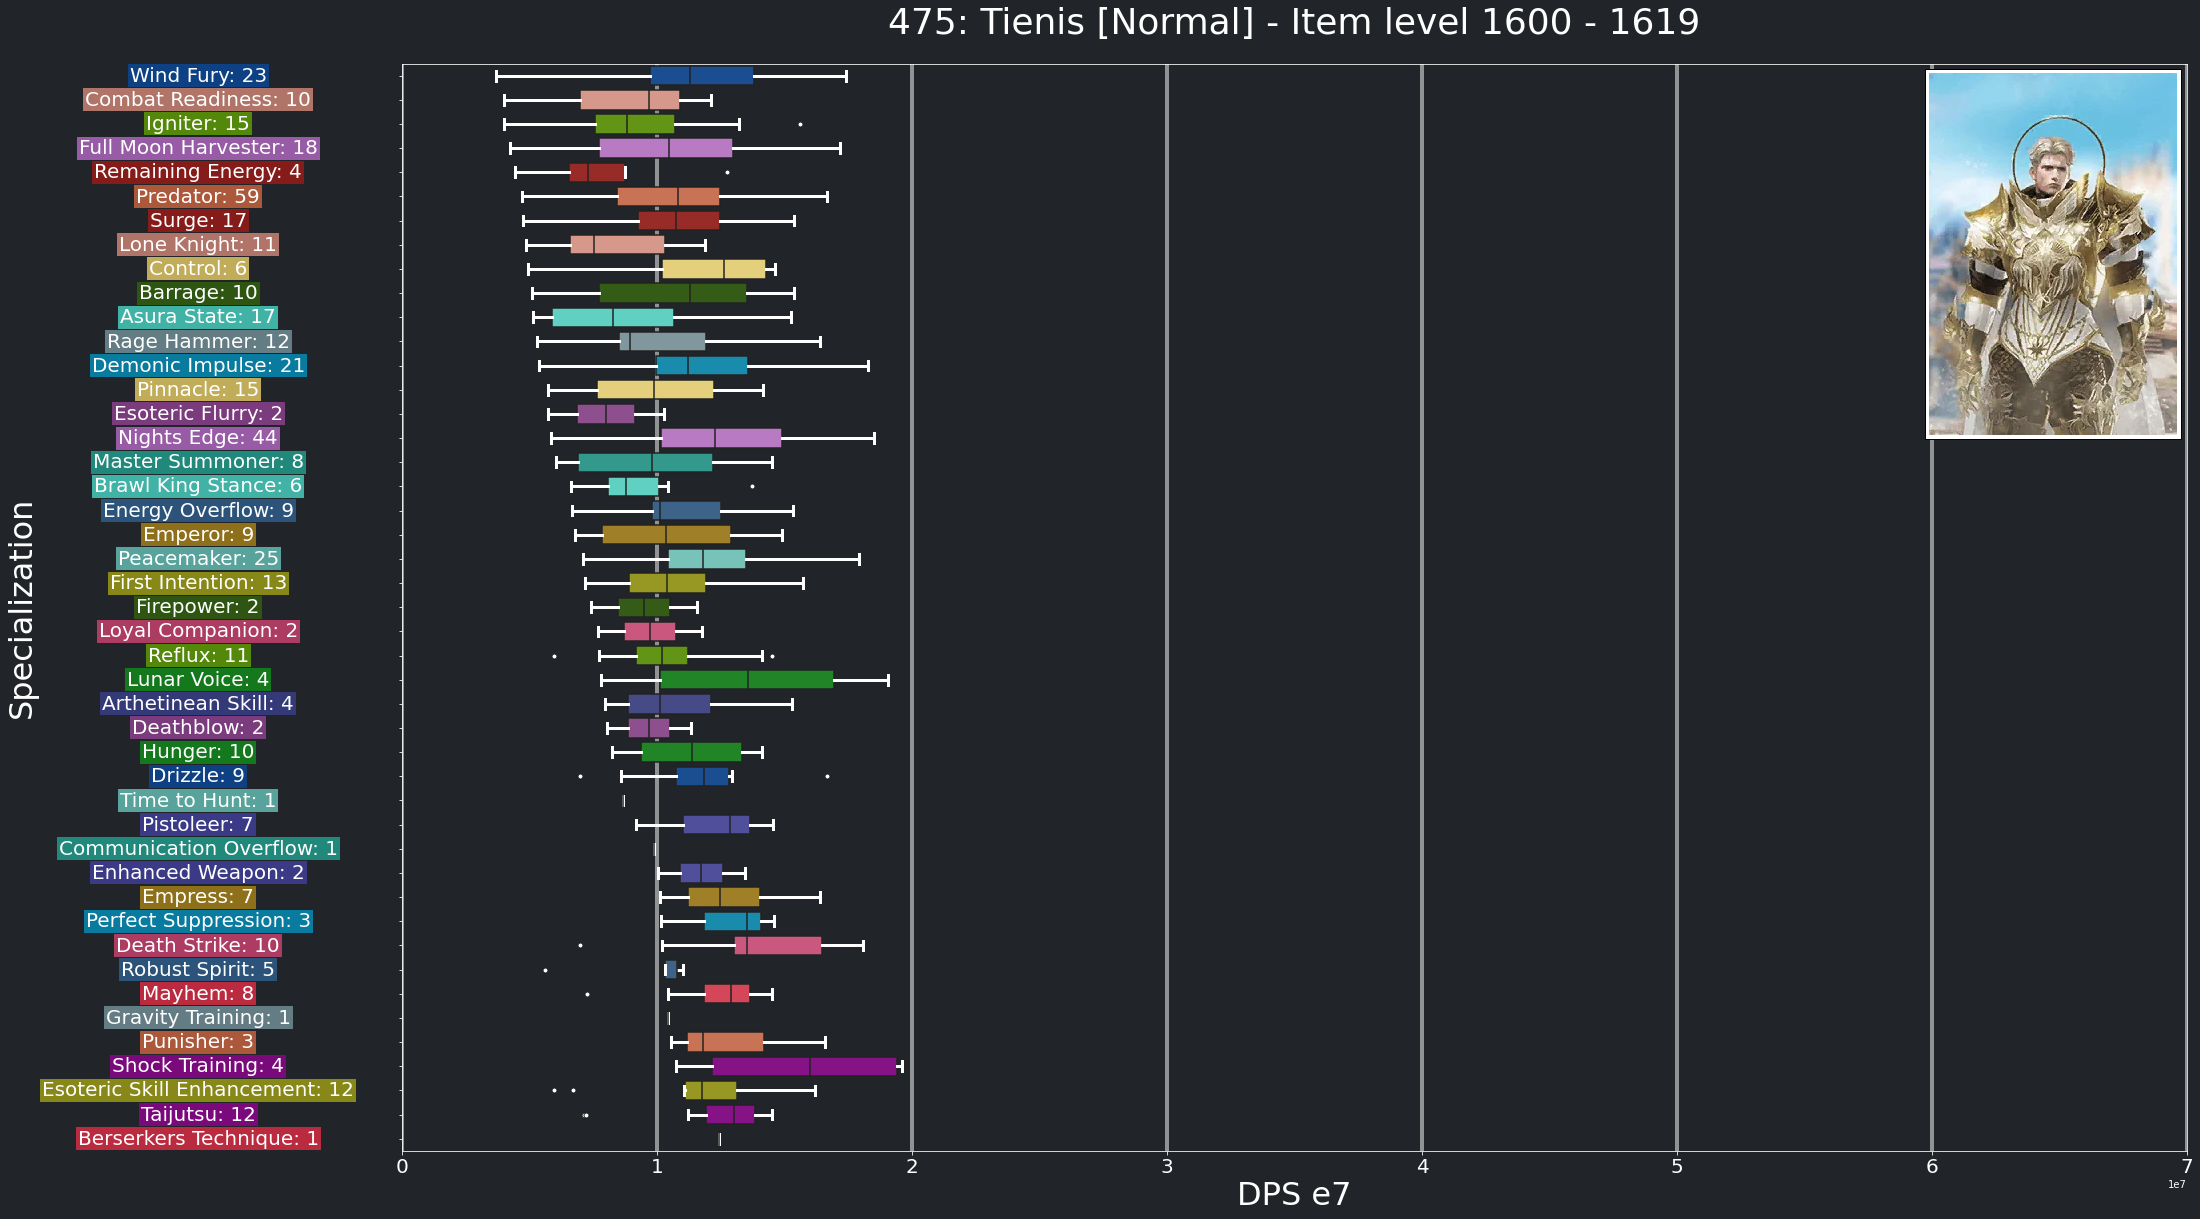 475: Tienis [Normal] - Item level 1600 - 1619
Specialization
Wind Fury: 23
Combat Readiness: 10
Igniter: 15
Full Moon Harvester: 18
Remaining Energy: 4
Predator: 59
Surge: 17
Lone Knight: 11
Control: 6
Barrage: 10
Asura State: 17
Rage Hammer: 12
Demonic Impulse: 21
Pinnacle: 15
Esoteric Flurry: 2
Nights Edge: 44
Master Summoner: 8
Brawl King Stance: 6
Energy Overflow: 9
Emperor: 9
Peacemaker: 25
First Intention: 13
Firepower: 2
Loyal Companion: 2
Reflux: 11
Lunar Voice: 4
Arthetinean Skill: 4
Deathblow: 2
Hunger: 10
Drizzle: 9
Time to Hunt: 1
Pistoleer: 7
Communication Overflow: 1
Enhanced Weapon: 2
Empress: 7
Perfect Suppression: 3
Death Strike: 10
Robust Spirit: 5
Mayhem: 8
Gravity Training: 1
Punisher: 3
Shock Training: 4
Esoteric Skill Enhancement: 12
Taijutsu: 12
Berserkers Technique: 1
0 1 2 3 4 5 6 7
1e7
DPS e7